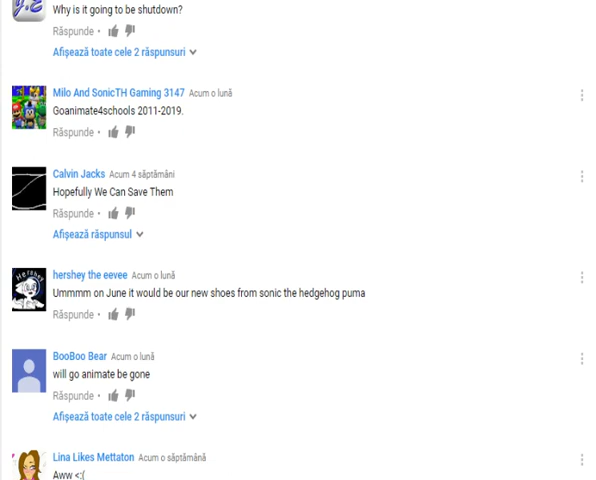 Why is it going to be shutdown?
Răspunde •
Afișează toate cele 2 răspunsuri
Milo And SonicTH Gaming 3147 Acum o lună
Goanimate4schools 2011-2019.
Răspunde •
Calvin Jacks Acum 4 săptămâni
Hopefully We Can Save Them
Răspunde •
Afișează răspunsul
Hershey
hershey the eevee Acum o lună
Ummmm on June it would be our new shoes from sonic the hedgehog puma
Răspunde •
BooBoo Bear Acum o lună
will go animate be gone
Răspunde •
Afișează toate cele 2 răspunsuri
Lina Likes Mettaton Acum o săptămână
Aww <:(